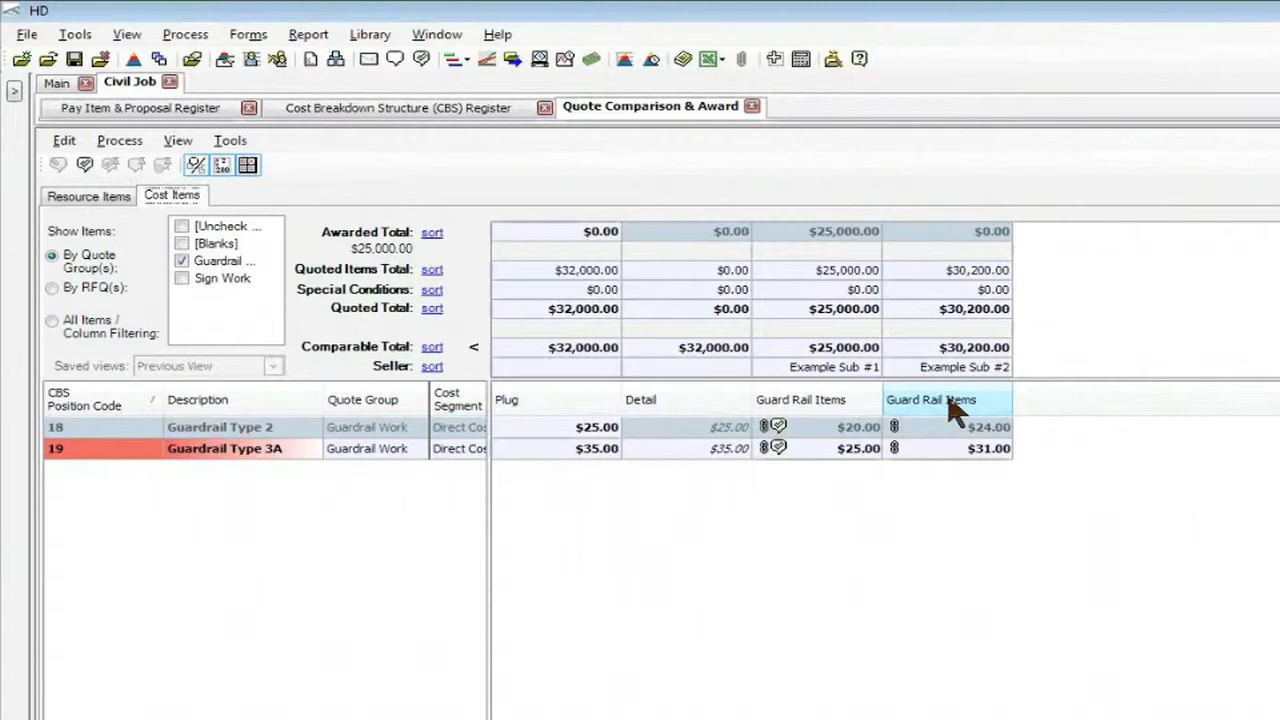 HD
File Tools View Process Forms Report Library Window Help
>
Main Civil Job
Pay Item & Proposal Register Cost Breakdown Structure (CBS) Register Quote Comparison & Award
Edit Process View Tools
Resource Items Cost Items
Show Items:
By Quote
Group(s):
By RFQ(s):
All Items /
Column Filtering:
Saved views: Previous View
[Uncheck ...
[Blanks]
Guardrail ...
Sign Work
Awarded Total: sort $0.00 $0.00 $25,000.00 $0.00
$25,000.00
Quoted Items Total: sort $32,000.00 $0.00 $25,000.00 $30,200.00
Special Conditions: sort $0.00 $0.00 $0.00 $0.00
Quoted Total: sort $32,000.00 $0.00 $25,000.00 $30,200.00
Comparable Total: sort < $32,000.00 $32,000.00 $25,000.00 $30,200.00
Seller: sort Example Sub #1 Example Sub #2
CBS
Position Code / Description Quote Group Cost
Segment Plug Detail Guard Rail Items Guard Rail Items
18 Guardrail Type 2 Guardrail Work Direct Cos $25.00 $25.00 $20.00 $24.00
19 Guardrail Type 3A Guardrail Work Direct Cos $35.00 $35.00 $25.00 $31.00